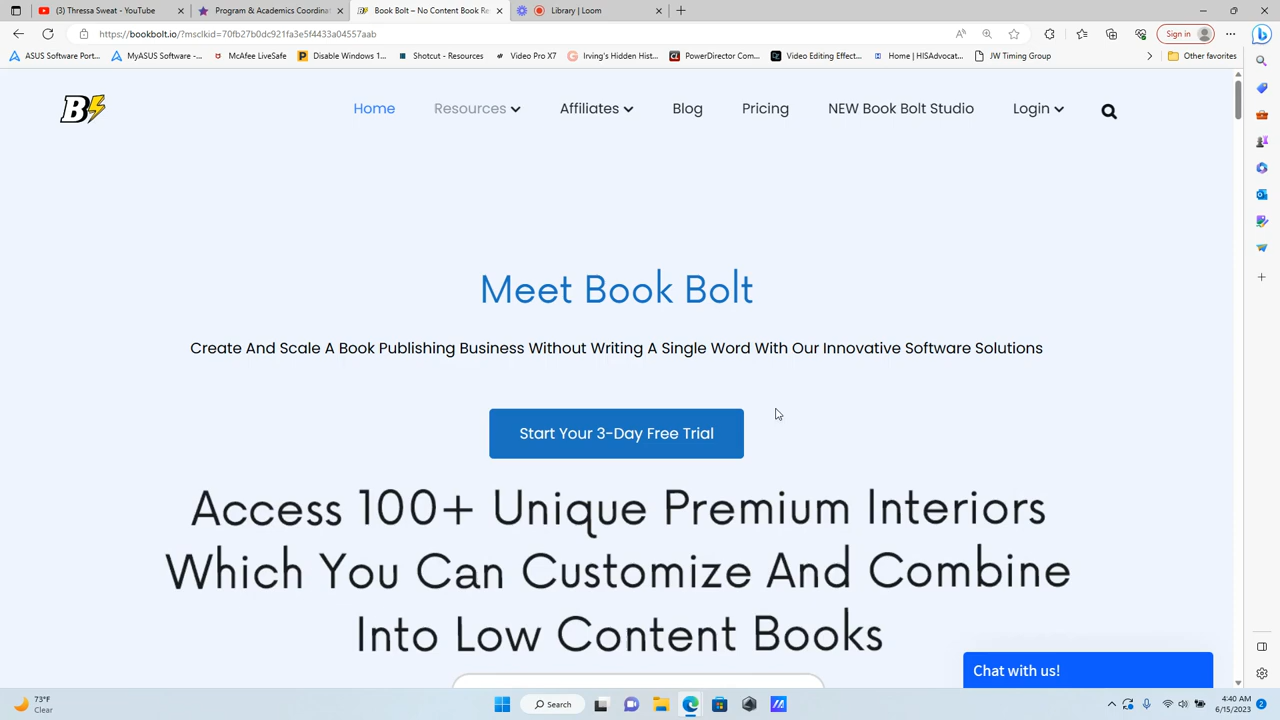 (3) Thressa Sweat - YouTube
Program & Academics Coordina
Book Bolt – No Content Book Re
Library | Loom
https://bookbolt.io/?msclkid=70fb27b0dc921fa3e5f4433a04557aab
Sign in
ASUS Software Port...
MyASUS Software -...
McAfee LiveSafe
Disable Windows 1...
Shotcut - Resources
Video Pro X7
Irving's Hidden Hist...
PowerDirector Com...
Video Editing Effect...
Home | HISAdvocat...
JW Timing Group
Other favorites
B
Home
Resources
Affiliates
Blog
Pricing
NEW Book Bolt Studio
Login
Meet Book Bolt
Create And Scale A Book Publishing Business Without Writing A Single Word With Our Innovative Software Solutions
Start Your 3-Day Free Trial
Access 100+ Unique Premium Interiors
Which You Can Customize And Combine
Into Low Content Books
Chat with us!
73°F
Clear
Search
4:40 AM
6/15/2023
2